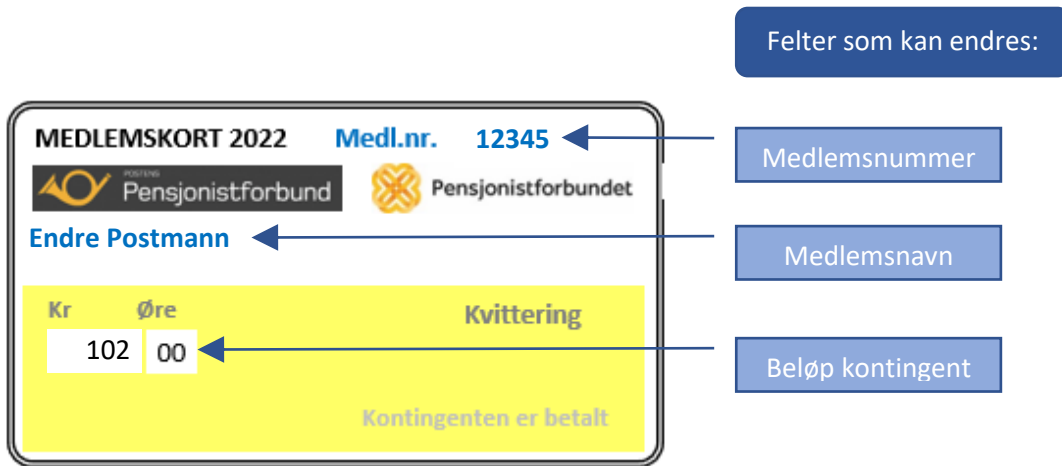 Felter som kan endres:
MEDLEMSKORT 2022 Medl.nr. 12345
Medlemsnummer
POSTENS
Pensjonistforbund
Pensjonistforbundet
Endre Postmann
Medlemsnavn
Kr Øre
Kvittering
102 00
Beløp kontingent
Kontingenten er betalt